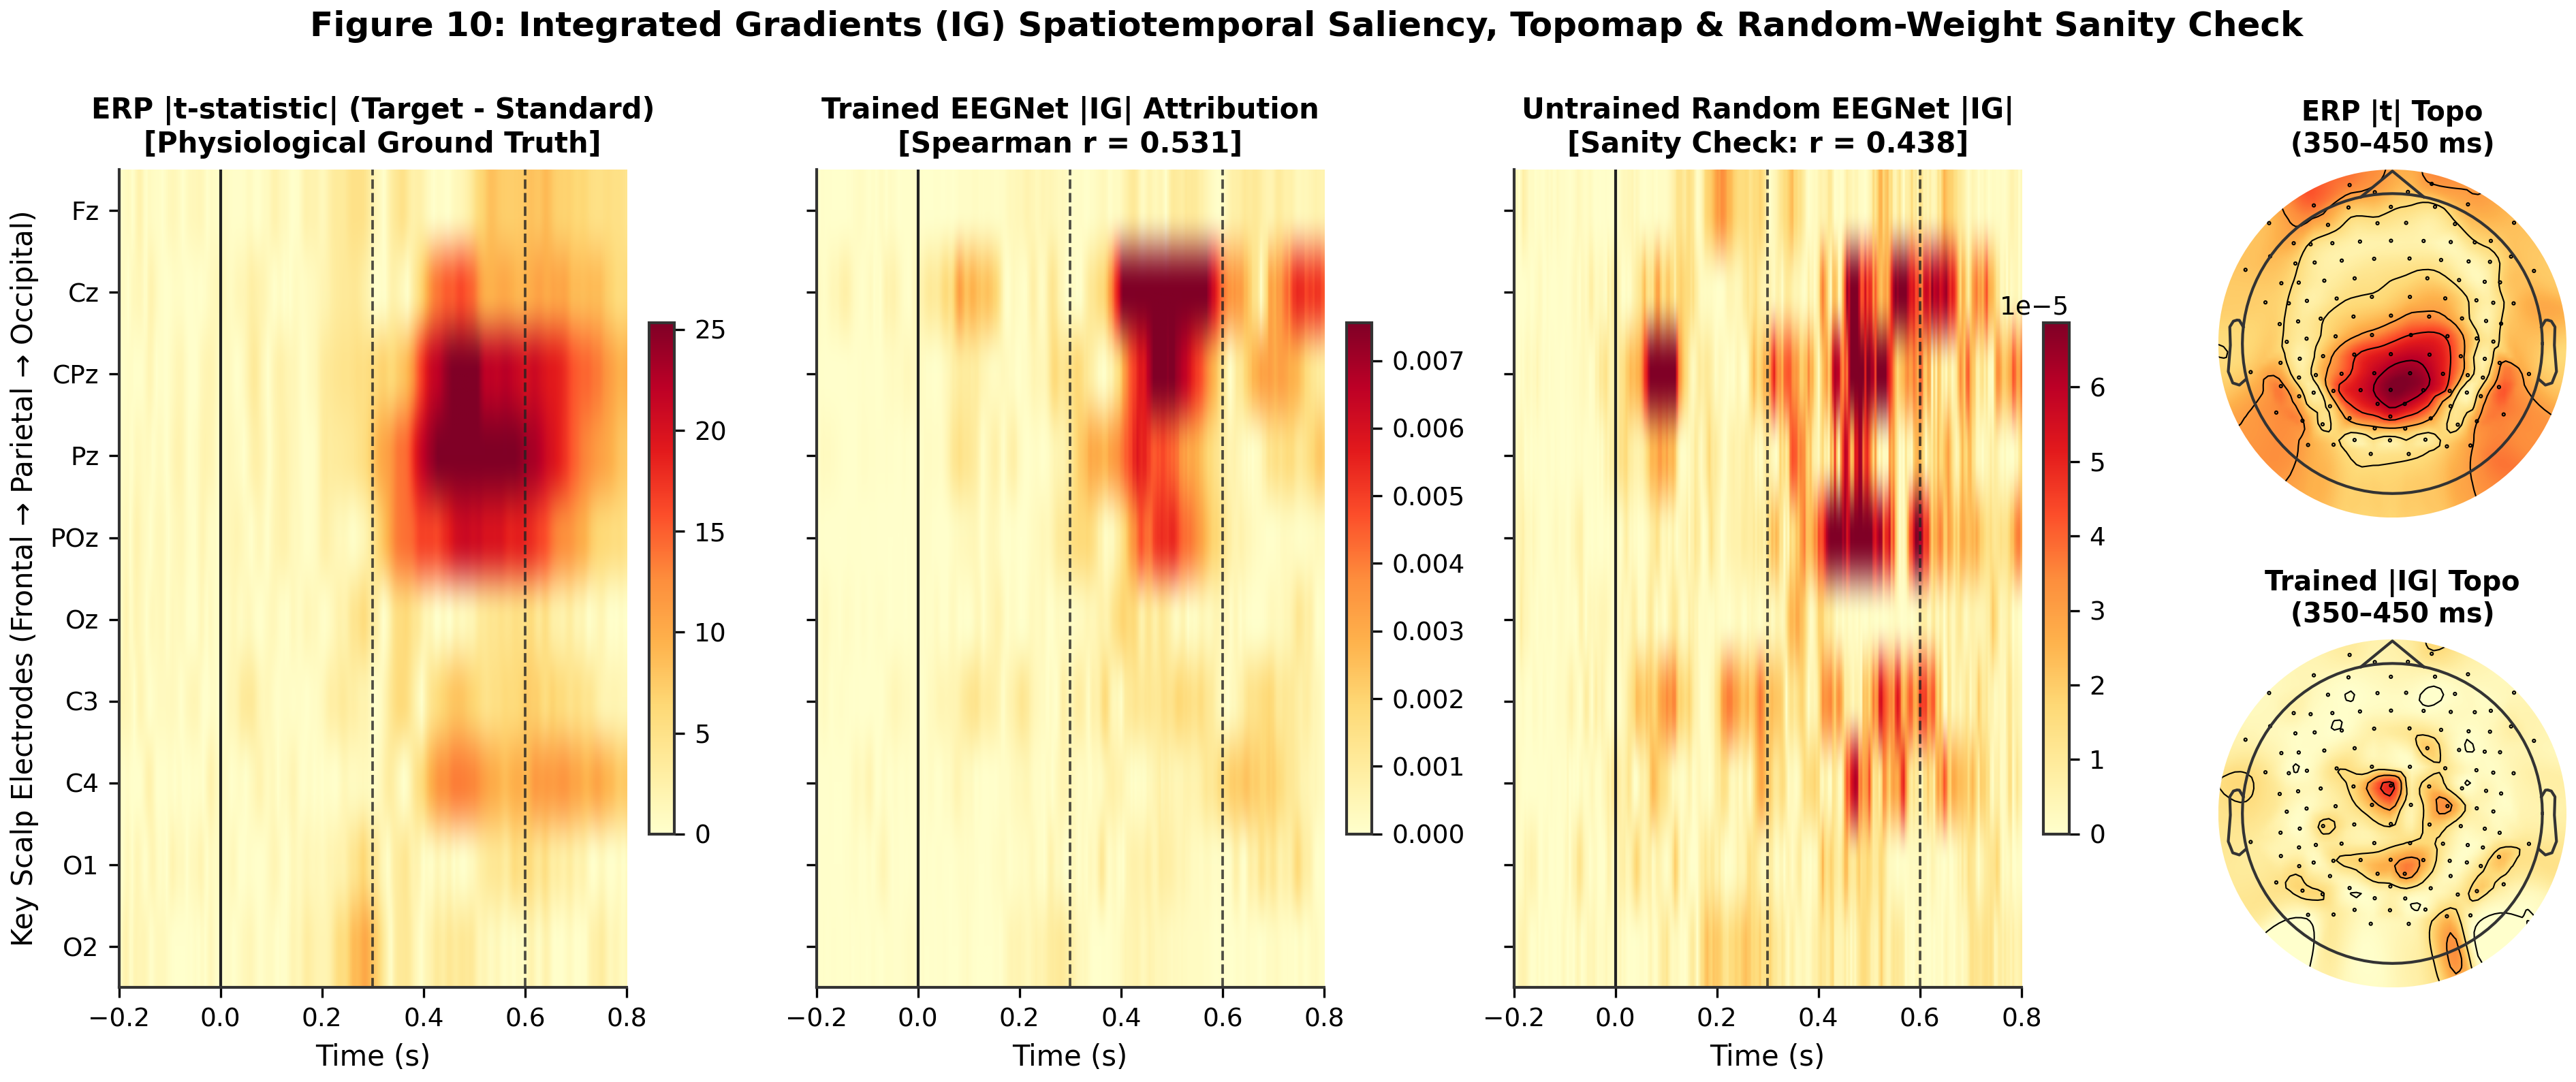 Figure 10: Integrated Gradients (IG) Spatiotemporal Saliency, Topomap & Random-Weight Sanity Check
ERP |t-statistic| (Target - Standard)
[Physiological Ground Truth]
Key Scalp Electrodes (Frontal → Parietal → Occipital)
Fz
Cz
CPz
Pz
POz
Oz
C3
C4
O1
O2
−0.2 0.0 0.2 0.4 0.6 0.8
Time (s)
25
20
15
10
5
0
Trained EEGNet |IG| Attribution
[Spearman r = 0.531]
−0.2 0.0 0.2 0.4 0.6 0.8
Time (s)
0.007
0.006
0.005
0.004
0.003
0.002
0.001
0.000
Untrained Random EEGNet |IG|
[Sanity Check: r = 0.438]
−0.2 0.0 0.2 0.4 0.6 0.8
Time (s)
1e−5
6
5
4
3
2
1
0
ERP |t| Topo
(350–450 ms)
Trained |IG| Topo
(350–450 ms)